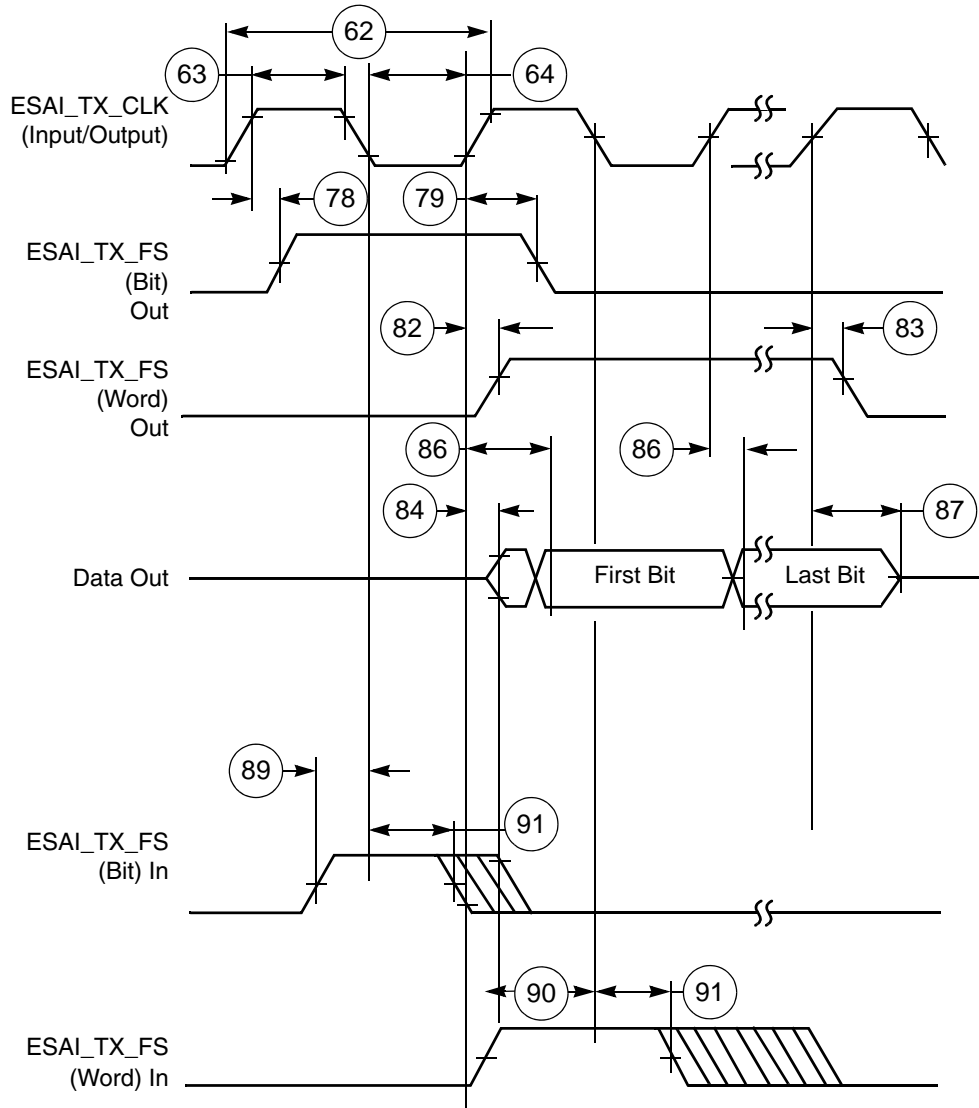 62
63
64
ESAI_TX_CLK
(Input/Output)
78
79
ESAI_TX_FS
(Bit)
Out
82
83
ESAI_TX_FS
(Word)
Out
86
86
84
87
Data Out
First Bit
Last Bit
89
91
ESAI_TX_FS
(Bit) In
90
91
ESAI_TX_FS
(Word) In